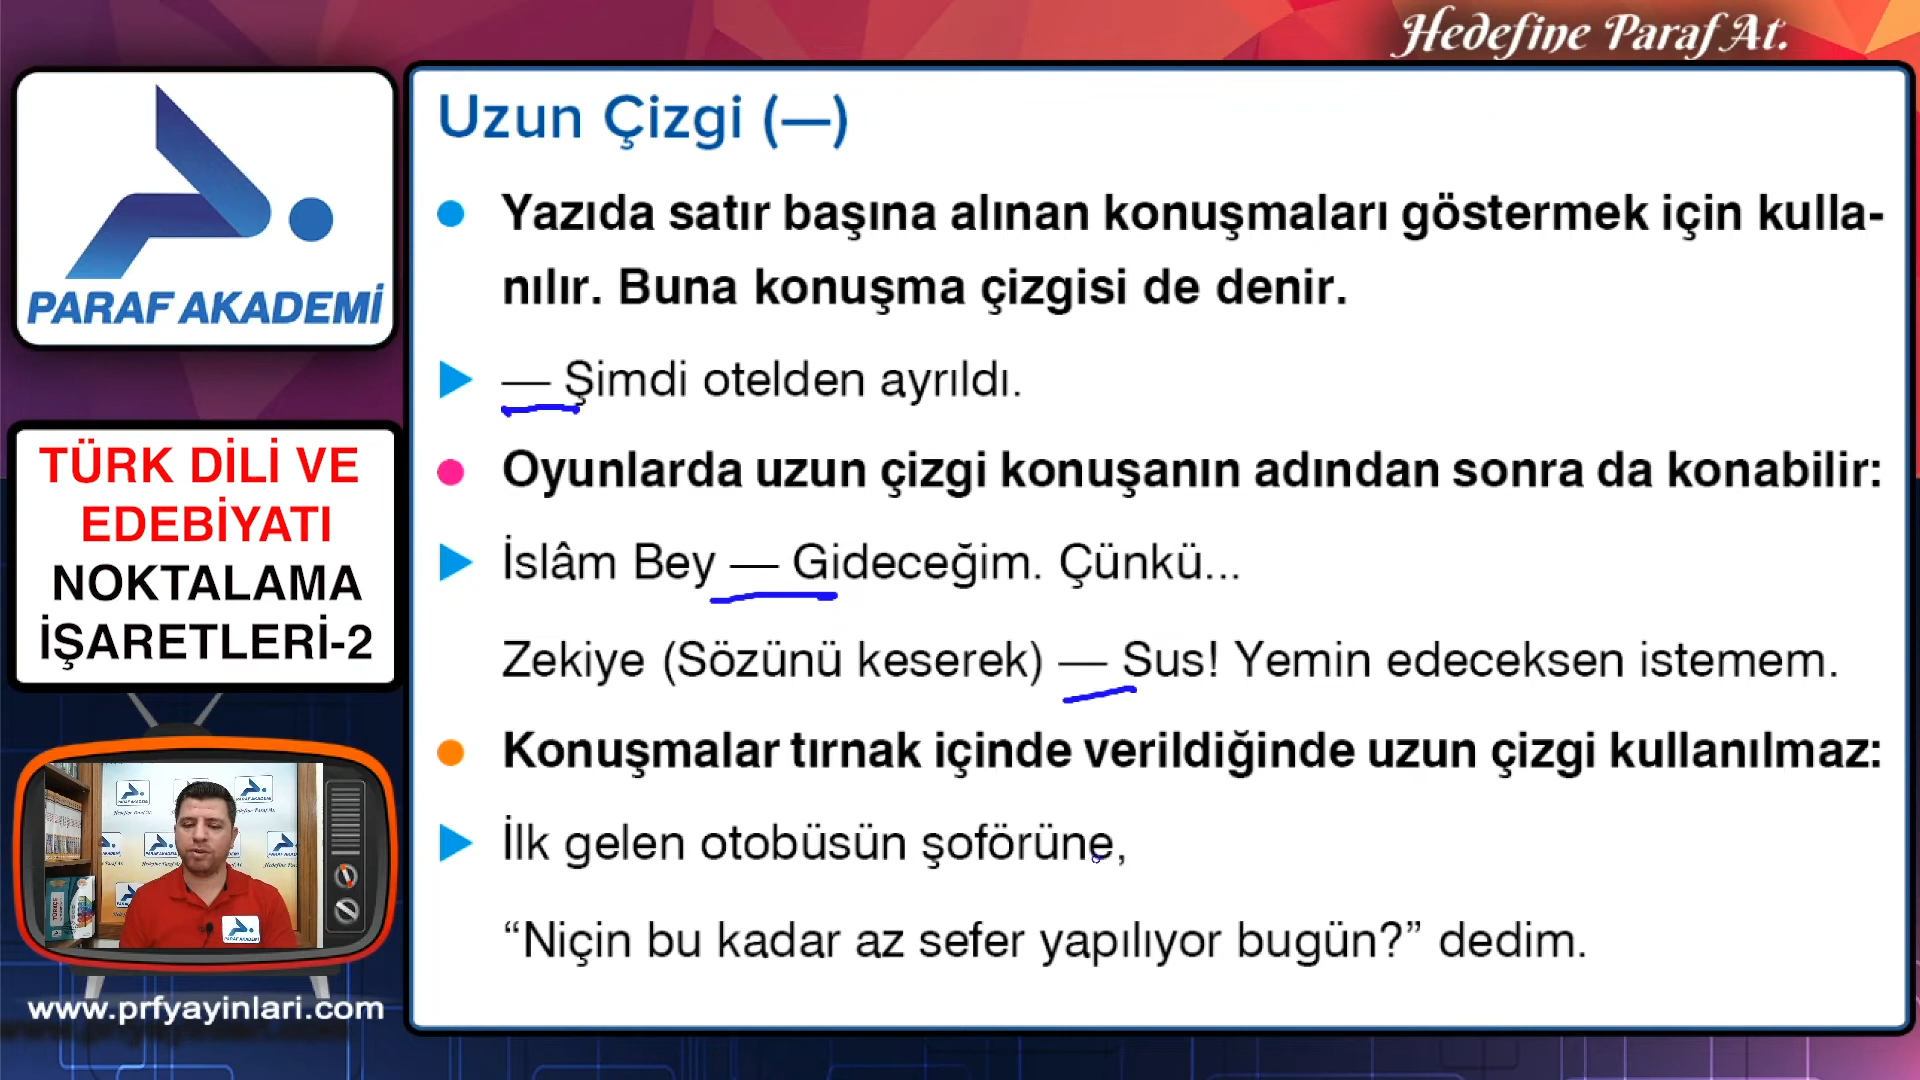 Hedefine Paraf At.
PARAF AKADEMİ
TÜRK DİLİ VE
EDEBİYATI
NOKTALAMA
İŞARETLERİ-2
www.prfyayinlari.com
Uzun Çizgi (—)
Yazıda satır başına alınan konuşmaları göstermek için kulla-
nılır. Buna konuşma çizgisi de denir.
— Şimdi otelden ayrıldı.
Oyunlarda uzun çizgi konuşanın adından sonra da konabilir:
İslâm Bey — Gideceğim. Çünkü...
Zekiye (Sözünü keserek) — Sus! Yemin edeceksen istemem.
Konuşmalar tırnak içinde verildiğinde uzun çizgi kullanılmaz:
İlk gelen otobüsün şoförüne,
“Niçin bu kadar az sefer yapılıyor bugün?” dedim.